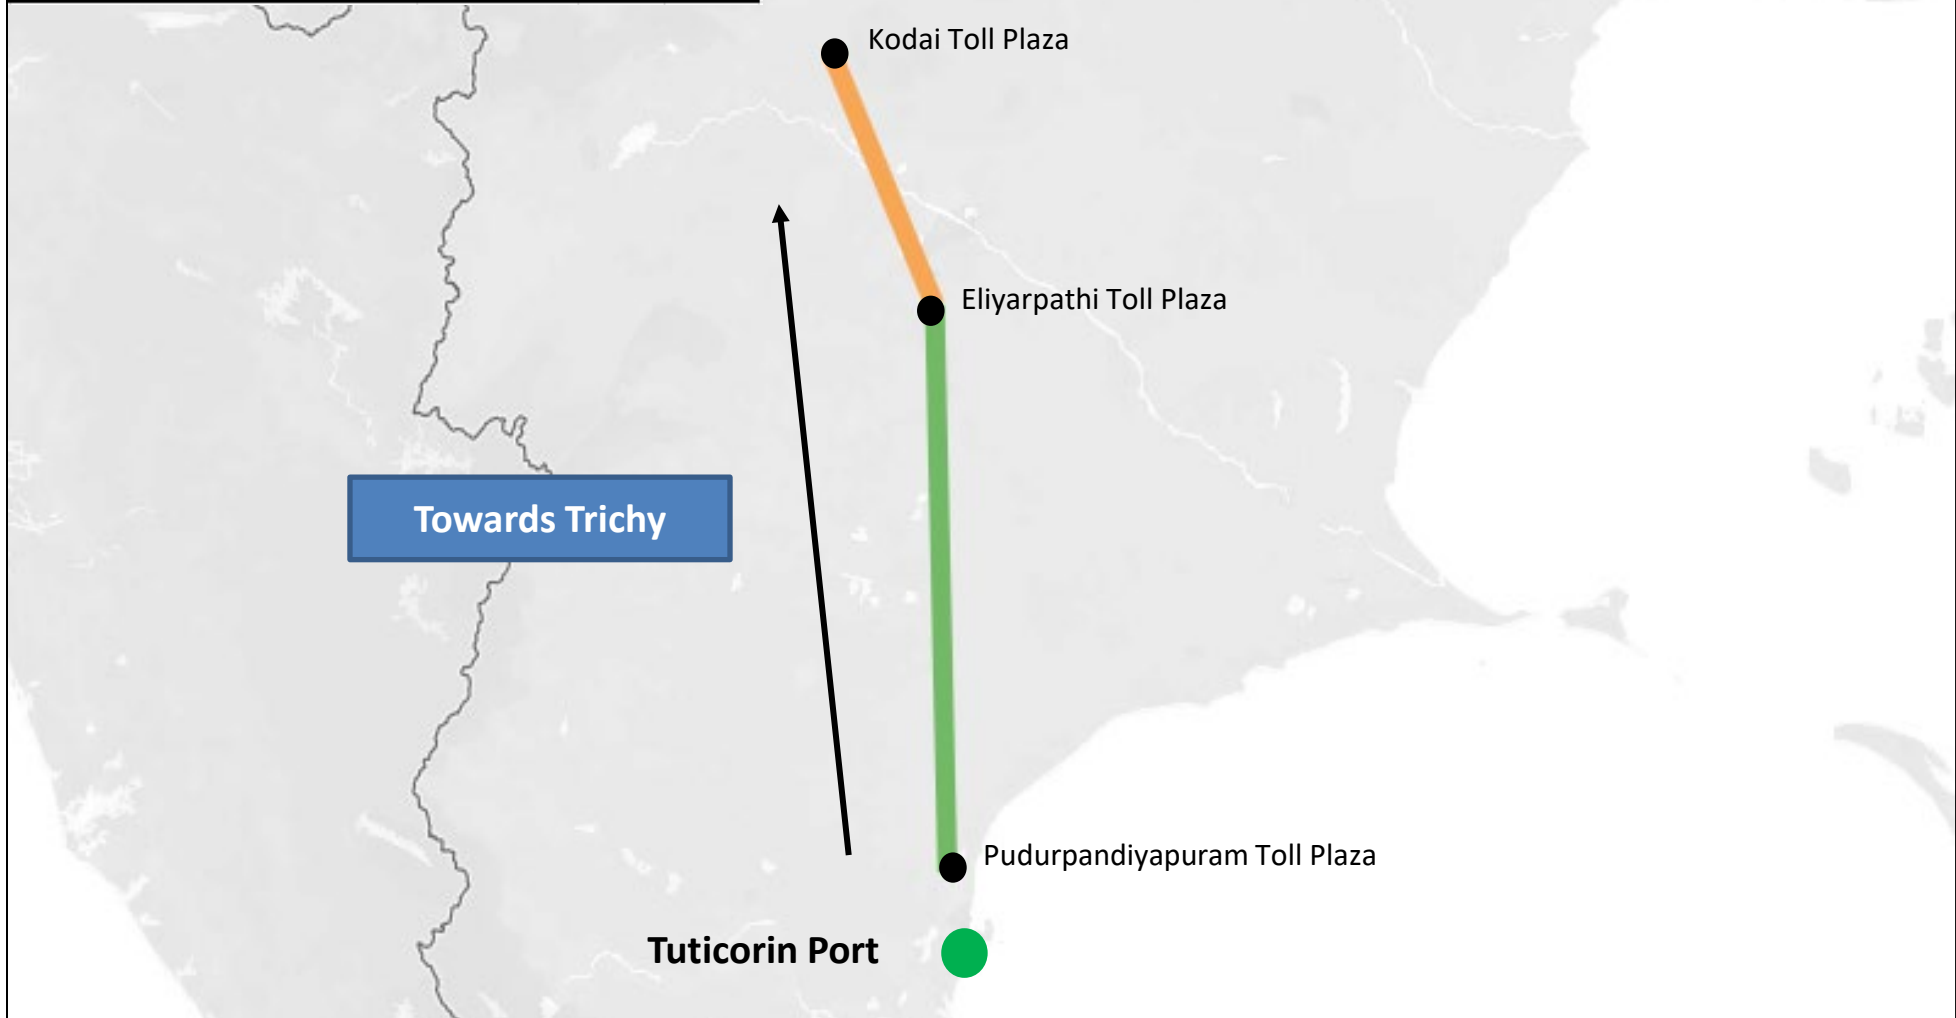 Kodai Toll Plaza
Eliyarpathi Toll Plaza
Towards Trichy
Pudurpandiyapuram Toll Plaza
Tuticorin Port